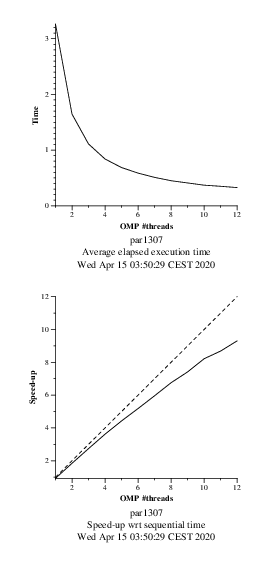 3
2
1
0
Time
2 4 6 8 10 12
OMP #threads
par1307
Average elapsed execution time
Wed Apr 15 03:50:29 CEST 2020
12
10
8
6
4
2
Speed-up
2 4 6 8 10 12
OMP #threads
par1307
Speed-up wrt sequential time
Wed Apr 15 03:50:29 CEST 2020